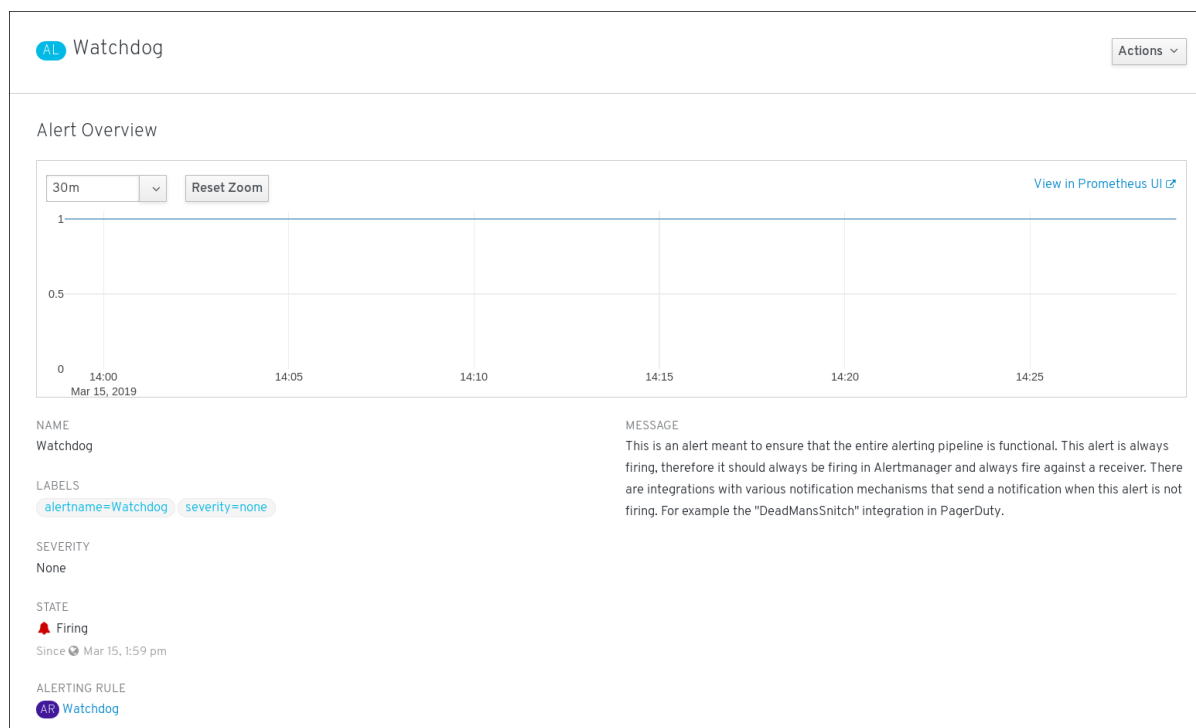 AL Watchdog
Actions
Alert Overview
30m
Reset Zoom
View in Prometheus UI
1
0.5
0
14:00
14:05
14:10
14:15
14:20
14:25
Mar 15, 2019
NAME
Watchdog
LABELS
alertname=Watchdog severity=none
SEVERITY
None
STATE
Firing
Since Mar 15, 1:59 pm
ALERTING RULE
AR Watchdog
MESSAGE
This is an alert meant to ensure that the entire alerting pipeline is functional. This alert is always
firing, therefore it should always be firing in Alertmanager and always fire against a receiver. There
are integrations with various notification mechanisms that send a notification when this alert is not
firing. For example the "DeadMansSnitch" integration in PagerDuty.